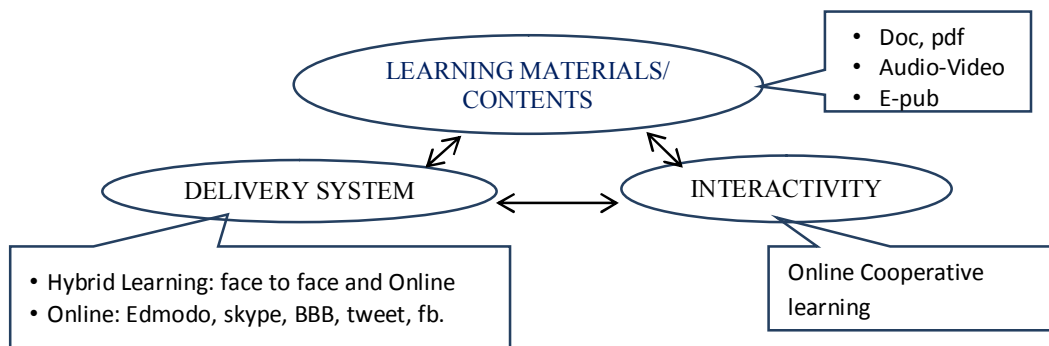 LEARNING MATERIALS/
CONTENTS
• Doc, pdf
• Audio-Video
• E-pub
DELIVERY SYSTEM
INTERACTIVITY
• Hybrid Learning: face to face and Online
• Online: Edmodo, skype, BBB, tweet, fb.
Online Cooperative
learning